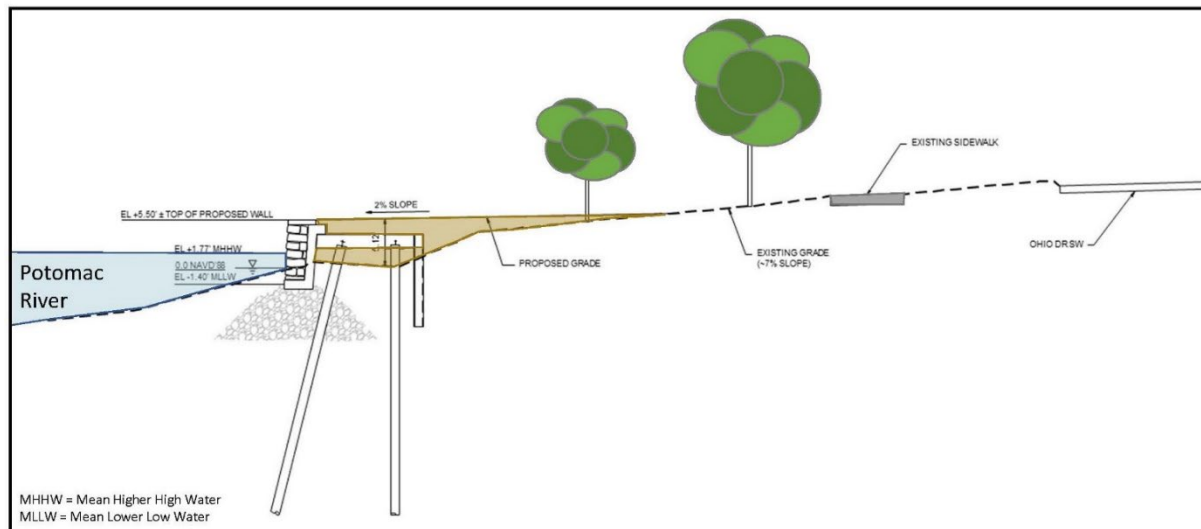 EXISTING SIDEWALK
2% SLOPE
EL +5.50' ± TOP OF PROPOSED WALL
EL +1.77' MHHW
OHIO DR SW
EXISTING GRADE
(~7% SLOPE)
PROPOSED GRADE
0.0 NAVD'88
EL -1.40' MLLW
Potomac
River
MHHW = Mean Higher High Water
MLLW = Mean Lower Low Water